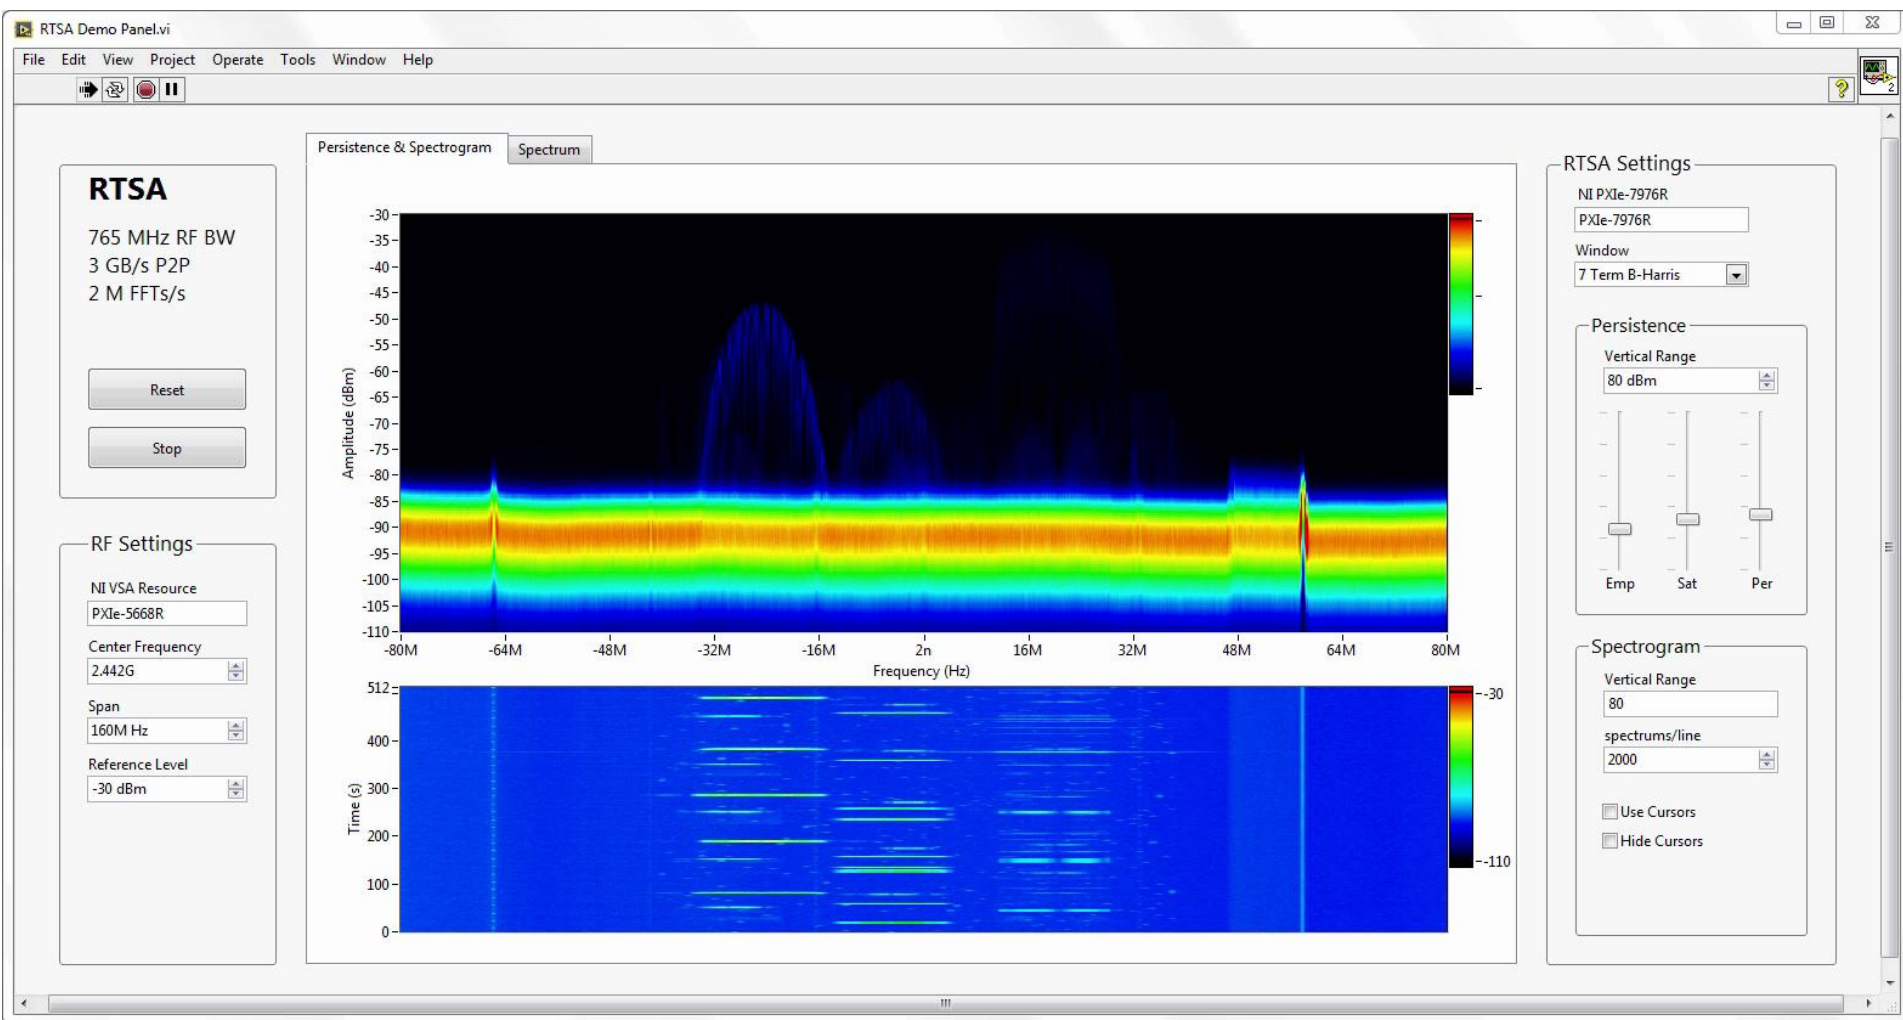 RTSA Demo Panel.vi
File Edit View Project Operate Tools Window Help
2
RTSA
765 MHz RF BW
3 GB/s P2P
2 M FFTs/s
Reset
Stop
RF Settings
NI VSA Resource
PXIe-5668R
Center Frequency
2.442G
Span
160M Hz
Reference Level
-30 dBm
Persistence & Spectrogram
Spectrum
Amplitude (dBm)
-30
-35
-40
-45
-50
-55
-60
-65
-70
-75
-80
-85
-90
-95
-100
-105
-110
-80M -64M -48M -32M -16M 2n 16M 32M 48M 64M 80M
Frequency (Hz)
Time (s)
512
400
300
200
100
0
-30
-110
RTSA Settings
NI PXIe-7976R
PXIe-7976R
Window
7 Term B-Harris
Persistence
Vertical Range
80 dBm
Emp Sat Per
Spectrogram
Vertical Range
80
spectrums/line
2000
Use Cursors
Hide Cursors